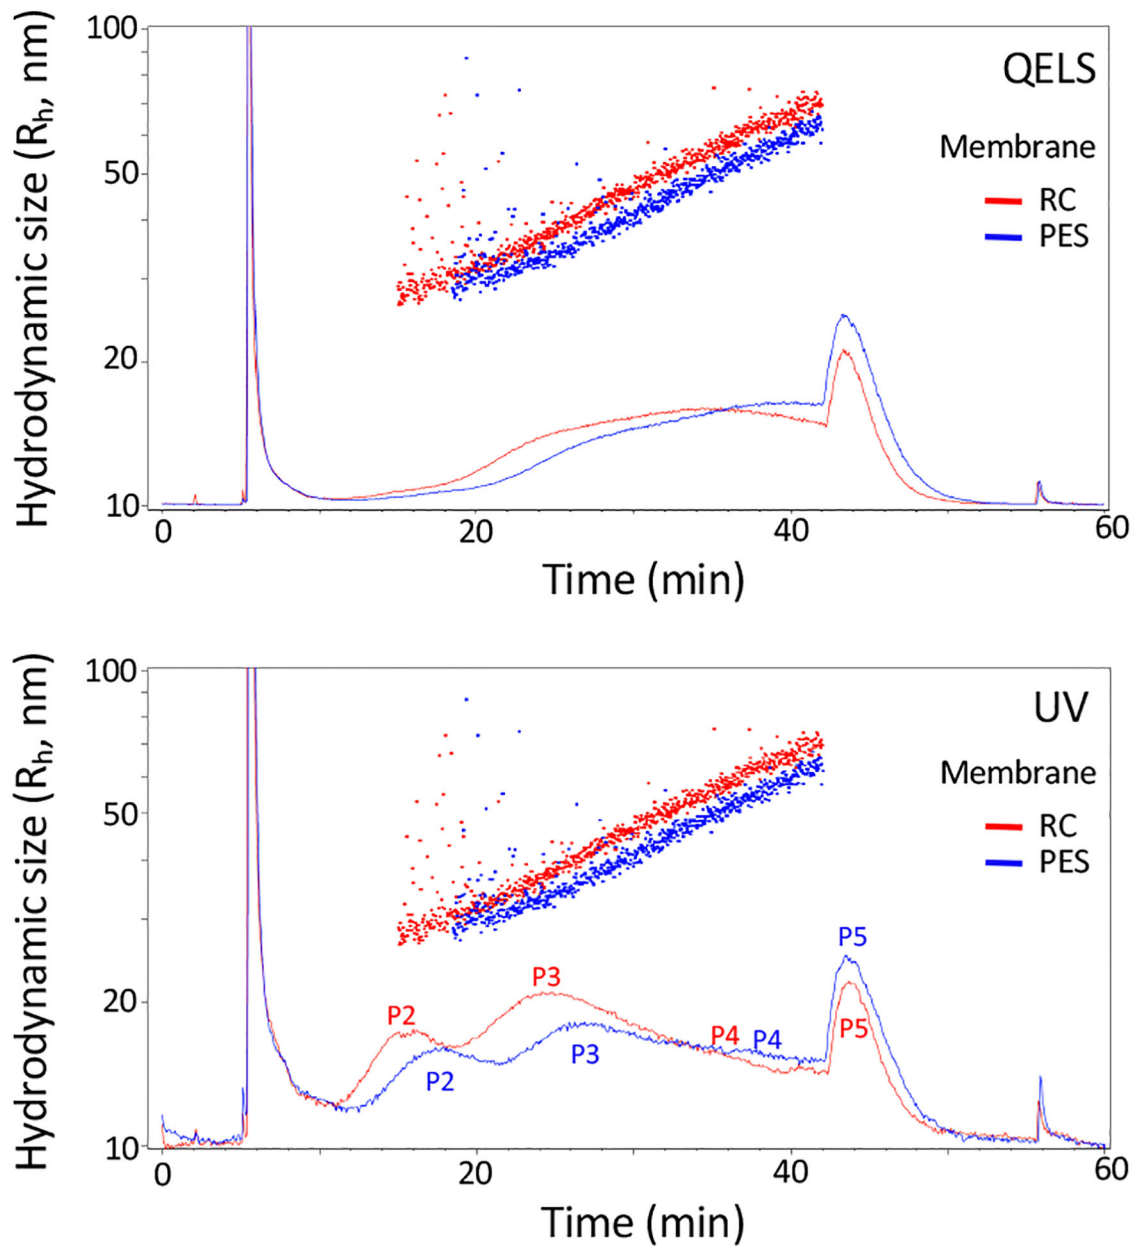 Hydrodynamic size (Rh, nm)
100
50
20
10
QELS
Membrane
RC
PES
0
20
40
60
Time (min)
Hydrodynamic size (Rh, nm)
100
50
20
10
UV
Membrane
RC
PES
P2
P3
P4
P5
P2
P3
P4
P5
0
20
40
60
Time (min)